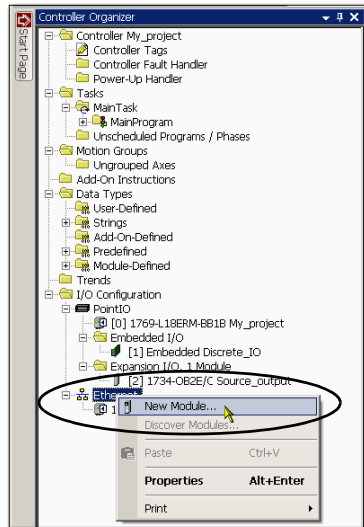 Controller Organizer
Start Page
Controller My_project
Controller Tags
Controller Fault Handler
Power-Up Handler
Tasks
MainTask
MainProgram
Unscheduled Programs / Phases
Motion Groups
Ungrouped Axes
Add-On Instructions
Data Types
User-Defined
Strings
Add-On-Defined
Predefined
Module-Defined
Trends
I/O Configuration
PointIO
[0] 1769-L18ERM-BB1B My_project
Embedded I/O
[1] Embedded Discrete_IO
Expansion I/O, 1 Module
[2] 1734-OB2E/C Source_output
Ethernet
1
New Module...
Discover Modules...
Paste Ctrl+V
Properties Alt+Enter
Print